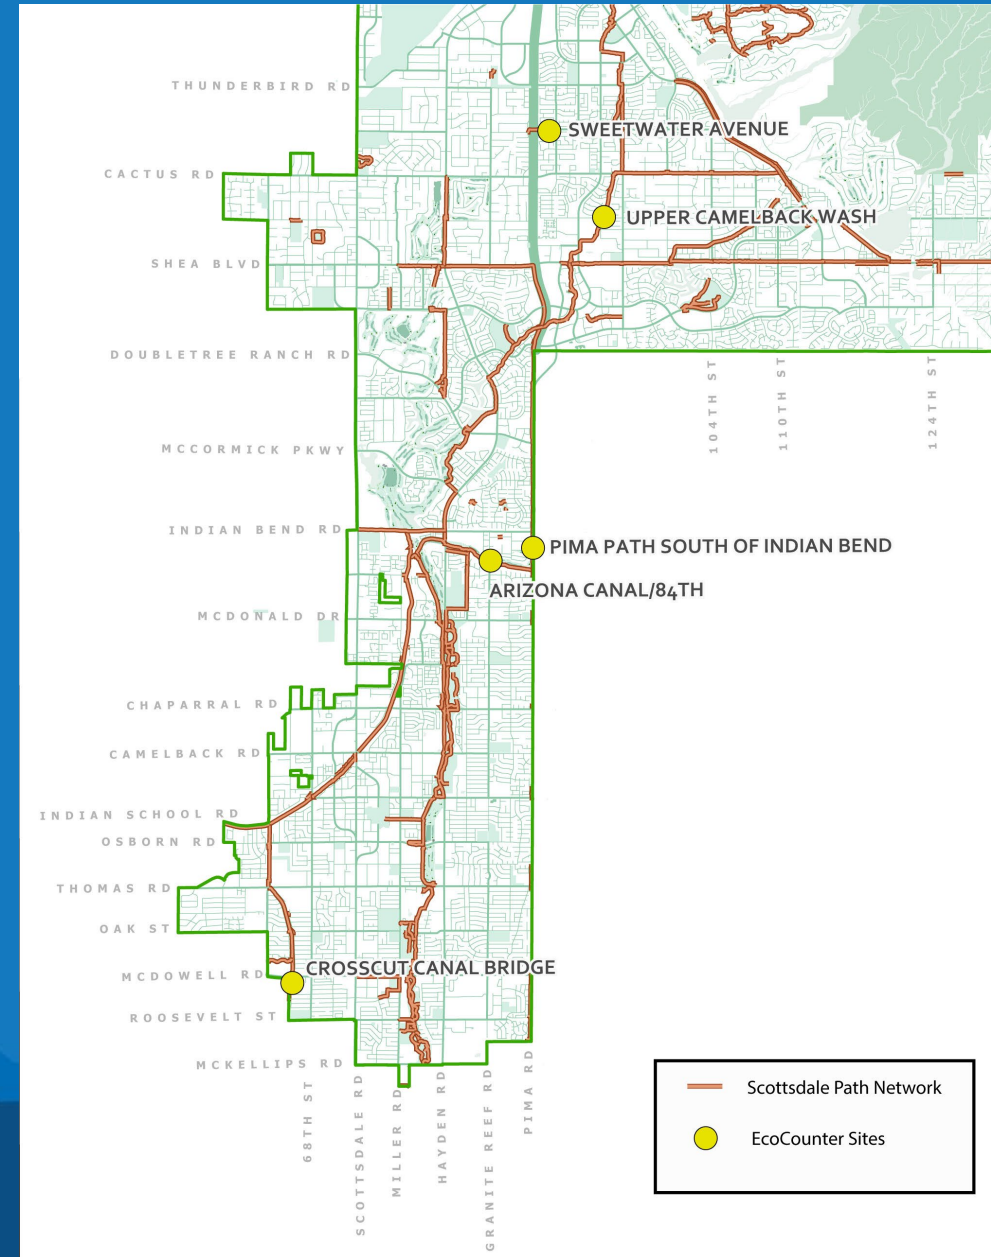 THUNDERBIRD RD
SWEETWATER AVENUE
CACTUS RD
UPPER CAMELBACK WASH
SHEA BLVD
DOUBLETREE RANCH RD
104TH ST
110TH ST
124TH ST
MCCORMICK PKWY
INDIAN BEND RD
PIMA PATH SOUTH OF INDIAN BEND
ARIZONA CANAL/84TH
MCDONALD DR
CHAPARRAL RD
CAMELBACK RD
INDIAN SCHOOL RD
OSBORN RD
THOMAS RD
OAK ST
CROSSCUT CANAL BRIDGE
MCDOWELL RD
ROOSEVELT ST
MCKELLIPS RD
68TH ST
SCOTTSDALE RD
MILLER RD
HAYDEN RD
GRANITE REEF RD
PIMA RD
Scottsdale Path Network
EcoCounter Sites